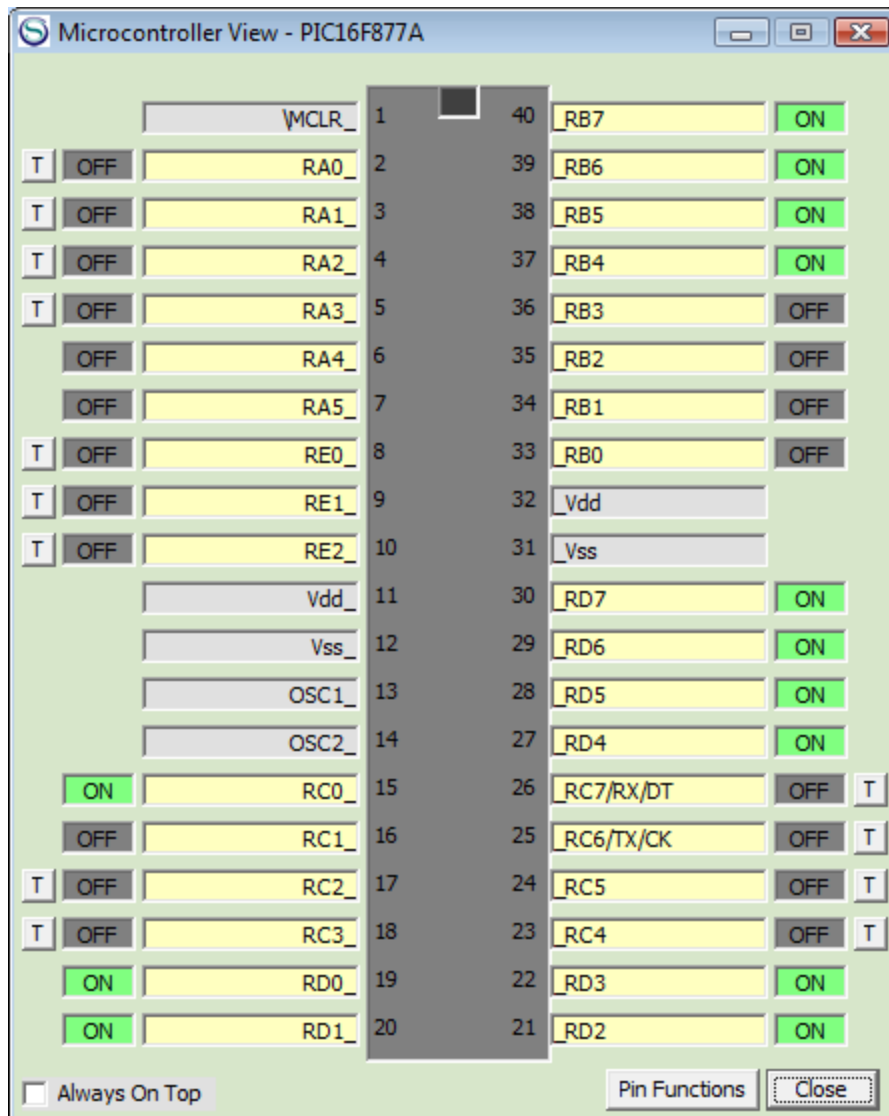 Microcontroller View - PIC16F877A
\MCLR_ 1 40 _RB7 ON
T OFF RA0_ 2 39 _RB6 ON
T OFF RA1_ 3 38 _RB5 ON
T OFF RA2_ 4 37 _RB4 ON
T OFF RA3_ 5 36 _RB3 OFF
OFF RA4_ 6 35 _RB2 OFF
OFF RA5_ 7 34 _RB1 OFF
T OFF RE0_ 8 33 _RB0 OFF
T OFF RE1_ 9 32 _Vdd
T OFF RE2_ 10 31 _Vss
Vdd_ 11 30 _RD7 ON
Vss_ 12 29 _RD6 ON
OSC1_ 13 28 _RD5 ON
OSC2_ 14 27 _RD4 ON
ON RC0_ 15 26 _RC7/RX/DT OFF T
OFF RC1_ 16 25 _RC6/TX/CK OFF T
T OFF RC2_ 17 24 _RC5 OFF T
T OFF RC3_ 18 23 _RC4 OFF T
ON RD0_ 19 22 _RD3 ON
ON RD1_ 20 21 _RD2 ON
Always On Top Pin Functions Close